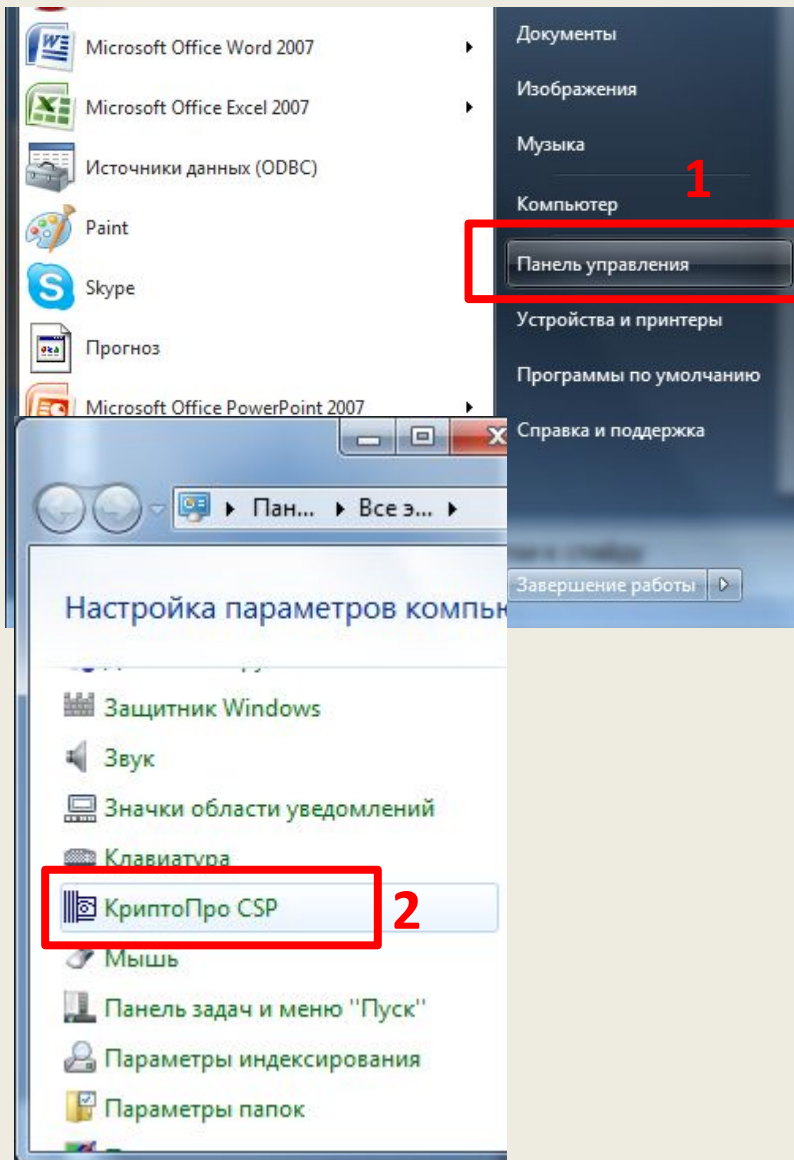 Microsoft Office Word 2007
Microsoft Office Excel 2007
Источники данных (ODBC)
Paint
Skype
Прогноз
Microsoft Office PowerPoint 2007
Документы
Изображения
Музыка
1
Компьютер
Панель управления
Устройства и принтеры
Программы по умолчанию
Справка и поддержка
Завершение работы
Пан... Все э...
Настройка параметров компью
Защитник Windows
Звук
Значки области уведомлений
Клавиатура
КриптоПро CSP
2
Мышь
Панель задач и меню "Пуск"
Параметры индексирования
Параметры папок